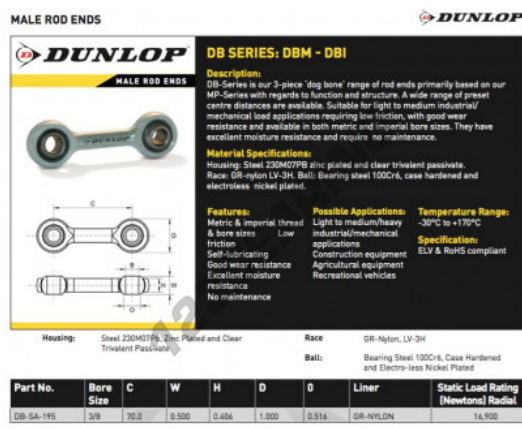 MALE ROD ENDS
DUNLOP
DUNLOP
MALE ROD ENDS
DUNLOP
DB SERIES: DBM - DBI
Description:
DB-Series is our 3-piece 'dog bone' range of rod ends primarily based on our
MP-Series with regards to function and structure. A wide range of preset
centre distances are available. Suitable for light to medium industrial/
mechanical load applications requiring low friction, with good wear
resistance and available in both metric and imperial bore sizes. They have
excellent moisture resistance and require no maintenance.
Material Specifications:
Housing: Steel 230M07PB zinc plated and clear trivalent passivate.
Race: GR-nylon LV-3H. Ball: Bearing steel 100Cr6, case hardened and
electroless nickel plated.
Features:
Metric & imperial thread
& bore sizes Low
friction
Self-lubricating
Good wear resistance
Excellent moisture
resistance
No maintenance
Possible Applications:
Light to medium/heavy
industrial/mechanical
applications
Construction equipment
Agricultural equipment
Recreational vehicles
Temperature Range:
-30°C to +170°C
Specification:
ELV & RoHS compliant
C
D
B
H
W
O
Housing: Steel 230M07Pb, Zinc Plated and Clear
Trivalent Passivate
Race GR-Nylon, LV-3H
Ball: Bearing Steel 100Cr6, Case Hardened
and Electro-less Nickel Plated
Part No. Bore Size C W H D 0 Liner Static Load Rating (Newtons) Radial
DB-SA-195 3/8 70.0 0.500 0.406 1.000 0.516 GR-NYLON 16,900